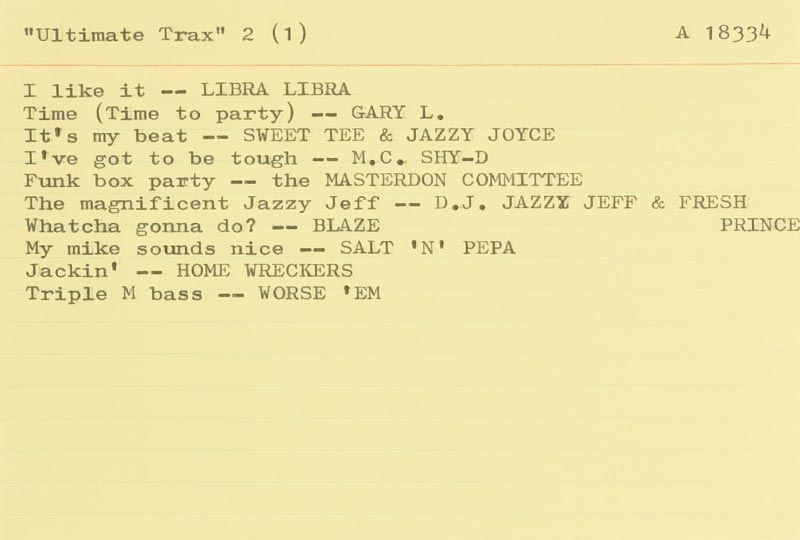 "Ultimate Trax" 2 (1) A 18334
I like it -- LIBRA LIBRA
Time (Time to party) -- GARY L.
It's my beat -- SWEET TEE & JAZZY JOYCE
I've got to be tough -- M.C. SHY-D
Funk box party -- the MASTERDON COMMITTEE
The magnificent Jazzy Jeff -- D.J. JAZZY JEFF & FRESH
Whatcha gonna do? -- BLAZE PRINCE
My mike sounds nice -- SALT 'N' PEPA
Jackin' -- HOME WRECKERS
Triple M bass -- WORSE 'EM